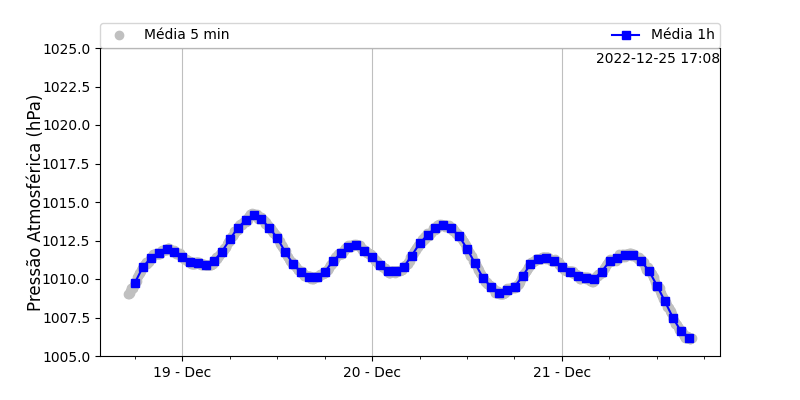 Média 5 min
Média 1h
2022-12-25 17:08
Pressão Atmosférica (hPa)
1025.0
1022.5
1020.0
1017.5
1015.0
1012.5
1010.0
1007.5
1005.0
19 - Dec
20 - Dec
21 - Dec